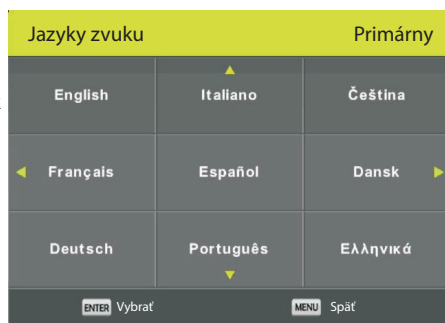 Jazyky zvuku Primárny
English Italiano Čeština
Français Español Dansk
Deutsch Português Ελληνικά
ENTER Vybrať MENU Späť